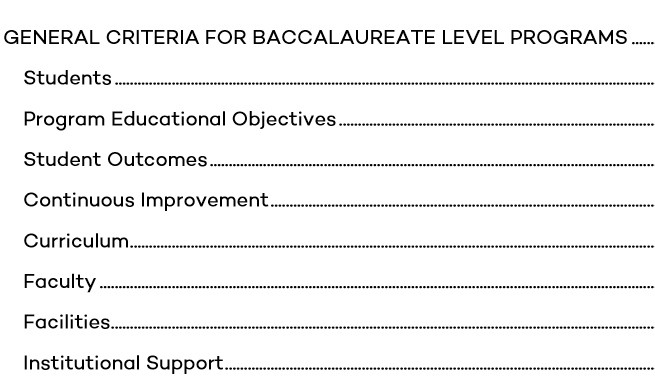 GENERAL CRITERIA FOR BACCALAUREATE LEVEL PROGRAMS ......
Students ................................................................................
Program Educational Objectives ................................................................................
Student Outcomes ................................................................................
Continuous Improvement ................................................................................
Curriculum ................................................................................
Faculty ................................................................................
Facilities ................................................................................
Institutional Support ................................................................................